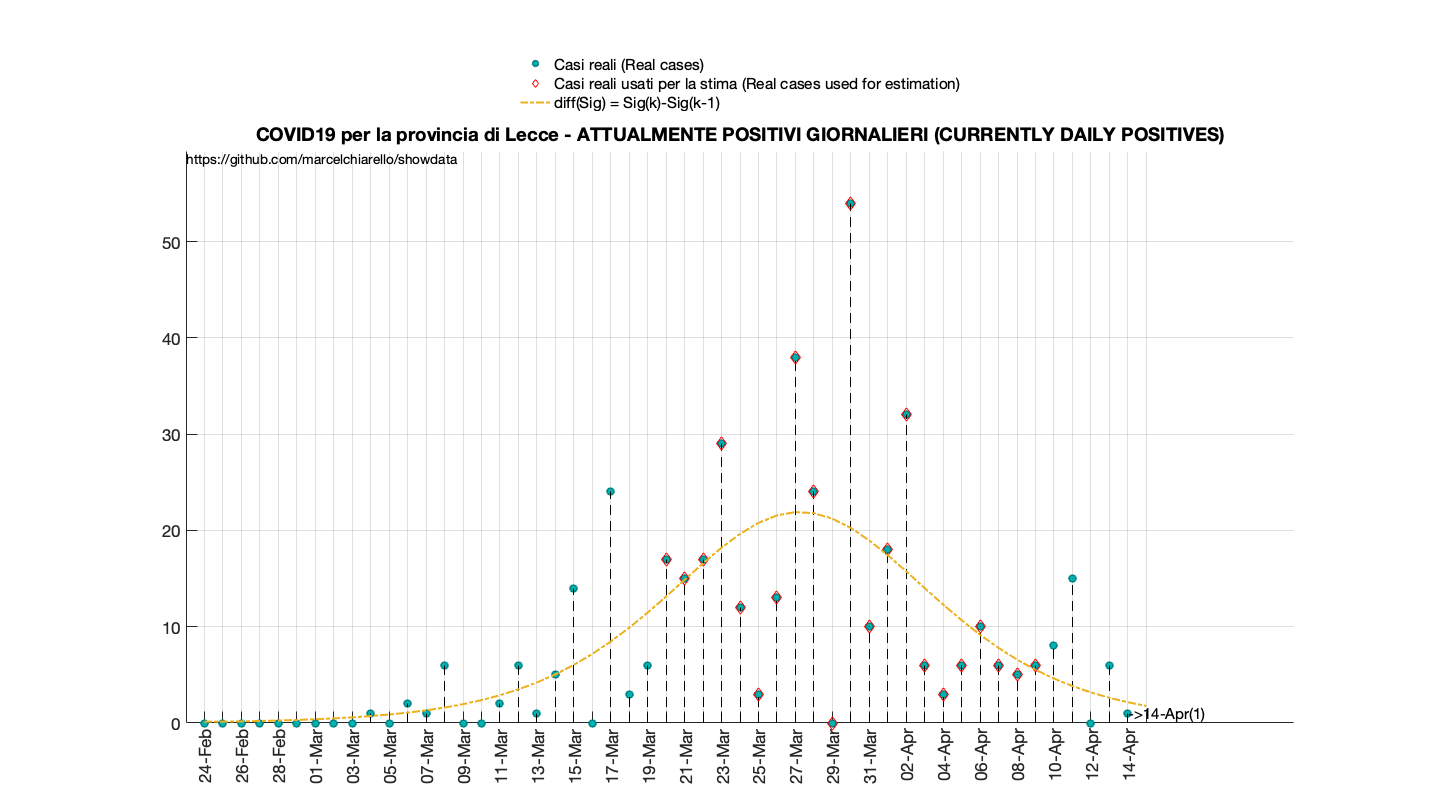 Casi reali (Real cases)
Casi reali usati per la stima (Real cases used for estimation)
diff(Sig) = Sig(k)-Sig(k-1)
COVID19 per la provincia di Lecce - ATTUALMENTE POSITIVI GIORNALIERI (CURRENTLY DAILY POSITIVES)
https://github.com/marcelchiarello/showdata
50
40
30
20
10
0
->14-Apr(1)
24-Feb
26-Feb
28-Feb
01-Mar
03-Mar
05-Mar
07-Mar
09-Mar
11-Mar
13-Mar
15-Mar
17-Mar
19-Mar
21-Mar
23-Mar
25-Mar
27-Mar
29-Mar
31-Mar
02-Apr
04-Apr
06-Apr
08-Apr
10-Apr
12-Apr
14-Apr